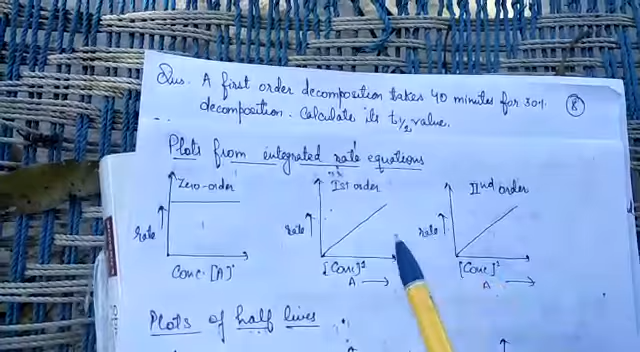 Ques. A first order decomposition takes 40 minutes for 30%
decomposition. Calculate its t1/2 value.
8
Plots from integrated rate equations
Zero-order
Ist order
IInd order
rate
rate
rate
Conc. [A]
[Conc]¹
[Conc]²
A →
A →
Plots of half lives